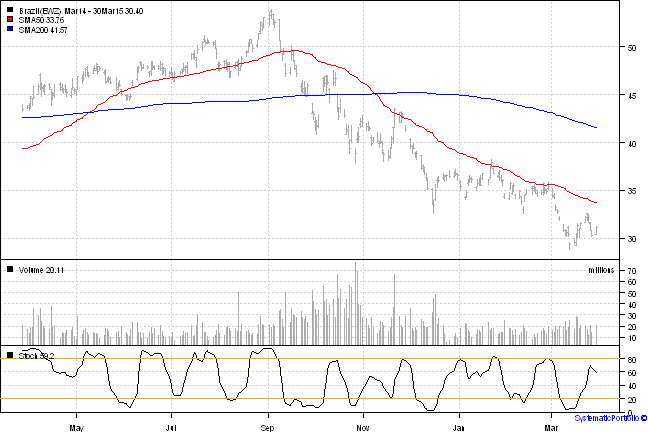 Brazil(EWZ) Mar14 - 30Mar15 30.40
SMA50 33.76
SMA200 41.57
50
45
40
35
30
Volume 20.11
millions
70
60
50
40
30
20
10
Stoch 59.2
80
60
40
20
0
May
Jul
Sep
Nov
Jan
Mar
SystematicPortfolio ©